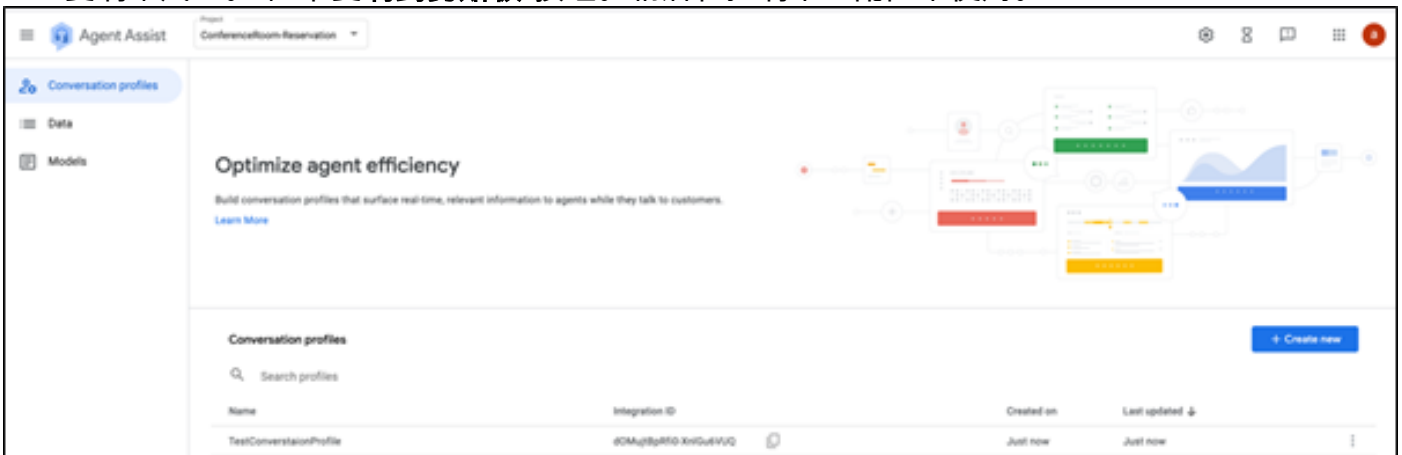 Agent Assist
Project
ConferenceRoom-Reservation
a
Conversation profiles
Data
Models
Optimize agent efficiency
Build conversation profiles that surface real-time, relevant information to agents while they talk to customers.
Learn More
Conversation profiles
+ Create new
Search profiles
Name Integration ID Created on Last updated
TestConverstaionProfile Just now Just now